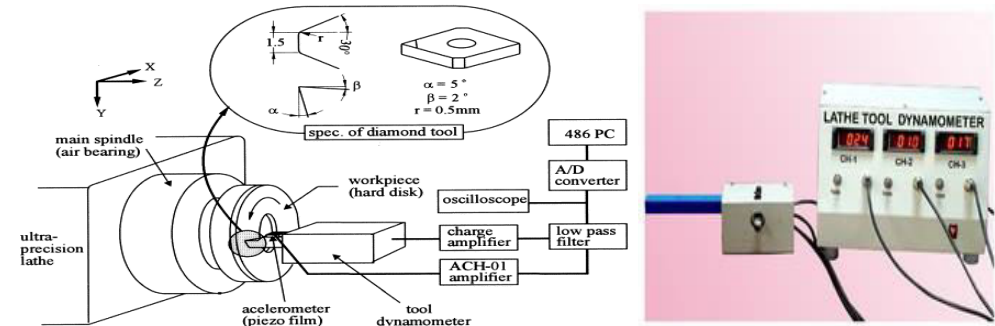 1.5
r
30°
X
Z
Y
β
α
α = 5 °
β = 2 °
r = 0.5mm
spec. of diamond tool
main spindle
(air bearing)
workpiece
(hard disk)
ultra-
precision
lathe
acelerometer
(piezo film)
tool
dynamometer
486 PC
A/D
converter
oscilloscope
charge
amplifier
low pass
filter
ACH-01
amplifier
LATHE TOOL DYNAMOMETER
024 010 017
CH-1 CH-2 CH-3